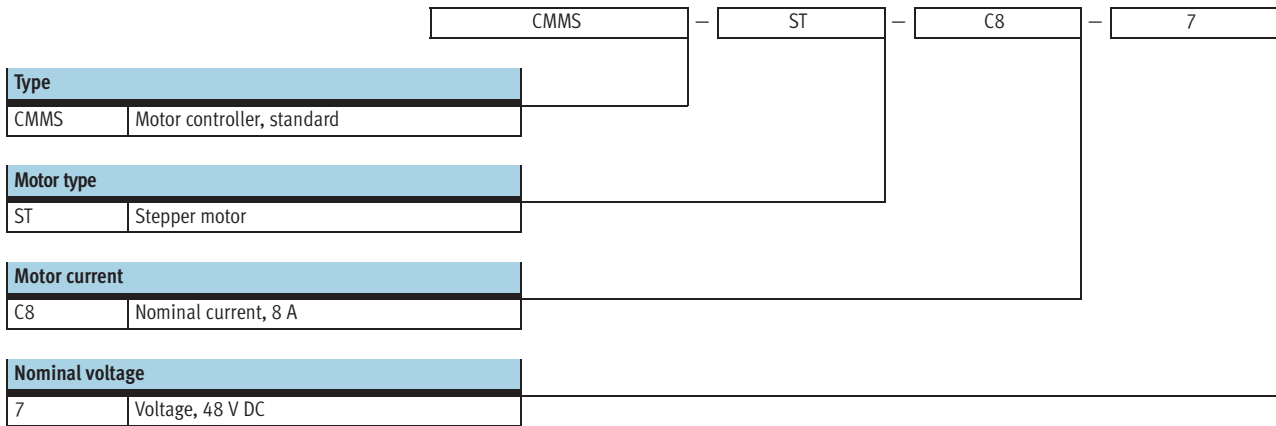 CMMS – ST – C8 – 7
Type
CMMS Motor controller, standard
Motor type
ST Stepper motor
Motor current
C8 Nominal current, 8 A
Nominal voltage
7 Voltage, 48 V DC